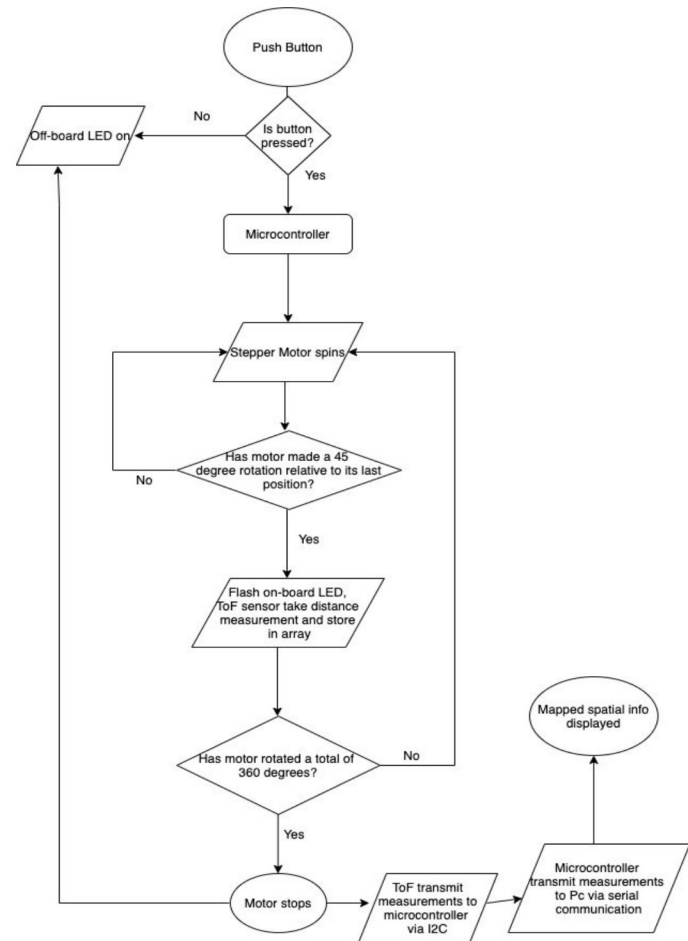 Push Button
No
Off-board LED on
Is button
pressed?
Yes
Microcontroller
Stepper Motor spins
Has motor made a 45
degree rotation relative to its last
position?
No
Yes
Flash on-board LED,
ToF sensor take distance
measurement and store
in array
Mapped spatial info
displayed
Has motor rotated a total of
360 degrees?
No
Yes
Motor stops
ToF transmit
measurements to
microcontroller
via I2C
Microcontroller
transmit measurements
to Pc via serial
communication